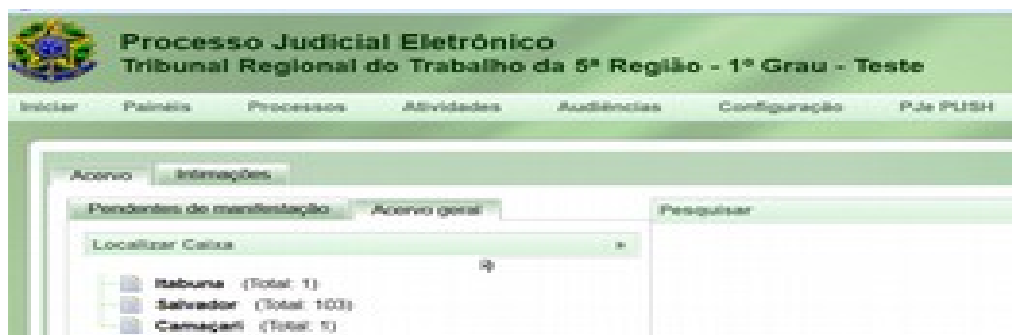 Processo Judicial Eletrônico
Tribunal Regional do Trabalho da 5ª Região - 1º Grau - Teste
Iniciar Painéis Processos Atividades Audiências Configuração PJe PUSH
Acervo Intimações
Pendentes de manifestação Acervo geral Pesquisar
Localizar Caixa
Itabuna (Total: 1)
Salvador (Total: 103)
Camaçari (Total: 1)